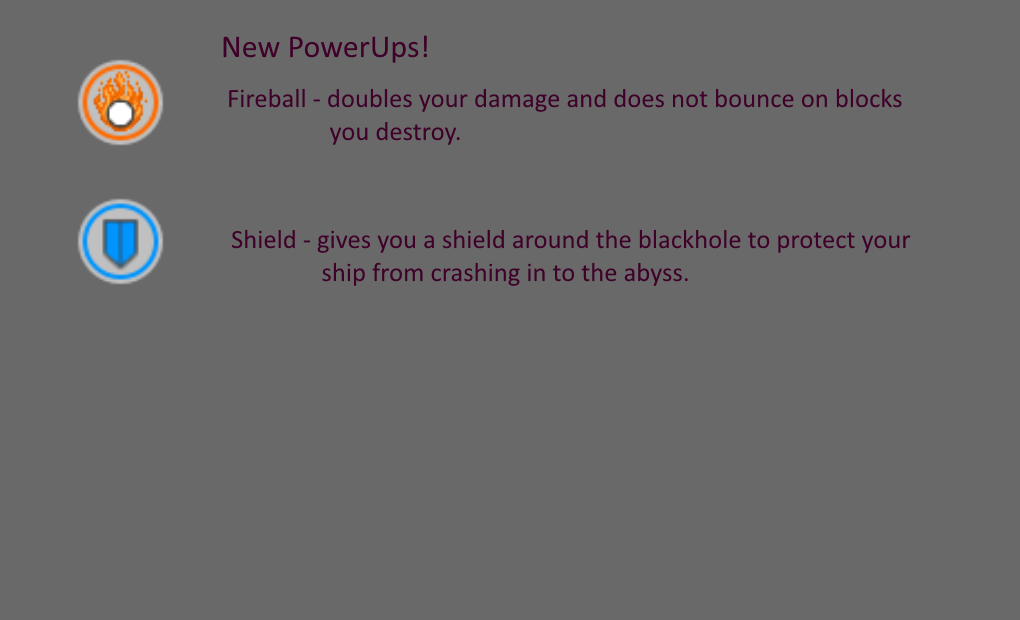 New PowerUps!
Fireball - doubles your damage and does not bounce on blocks
you destroy.
Shield - gives you a shield around the blackhole to protect your
ship from crashing in to the abyss.